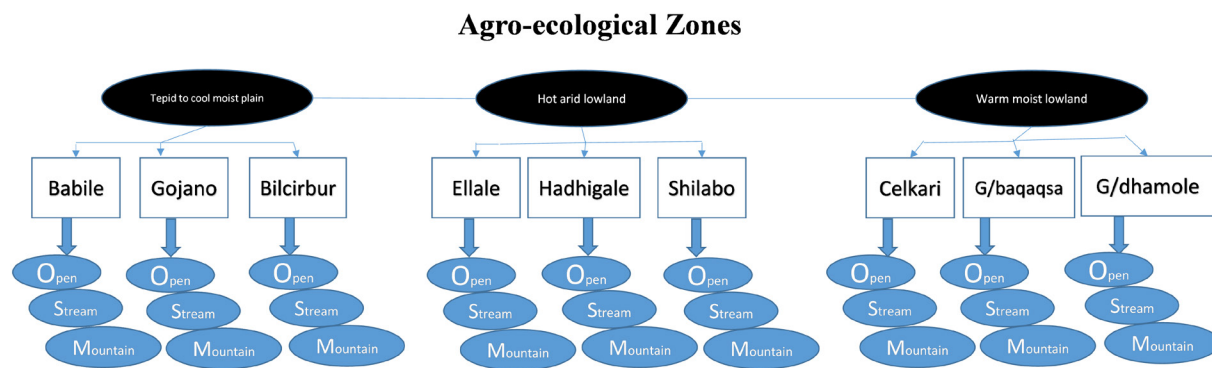 Agro-ecological Zones
Tepid to cool moist plain
Hot arid lowland
Warm moist lowland
Babile
Gojano
Bilcirbur
Ellale
Hadhigale
Shilabo
Celkari
G/baqaqsa
G/dhamole
Open
Open
Open
Open
Open
Open
Open
Open
Open
Stream
Stream
Stream
Stream
Stream
Stream
Stream
Stream
Stream
Mountain
Mountain
Mountain
Mountain
Mountain
Mountain
Mountain
Mountain
Mountain